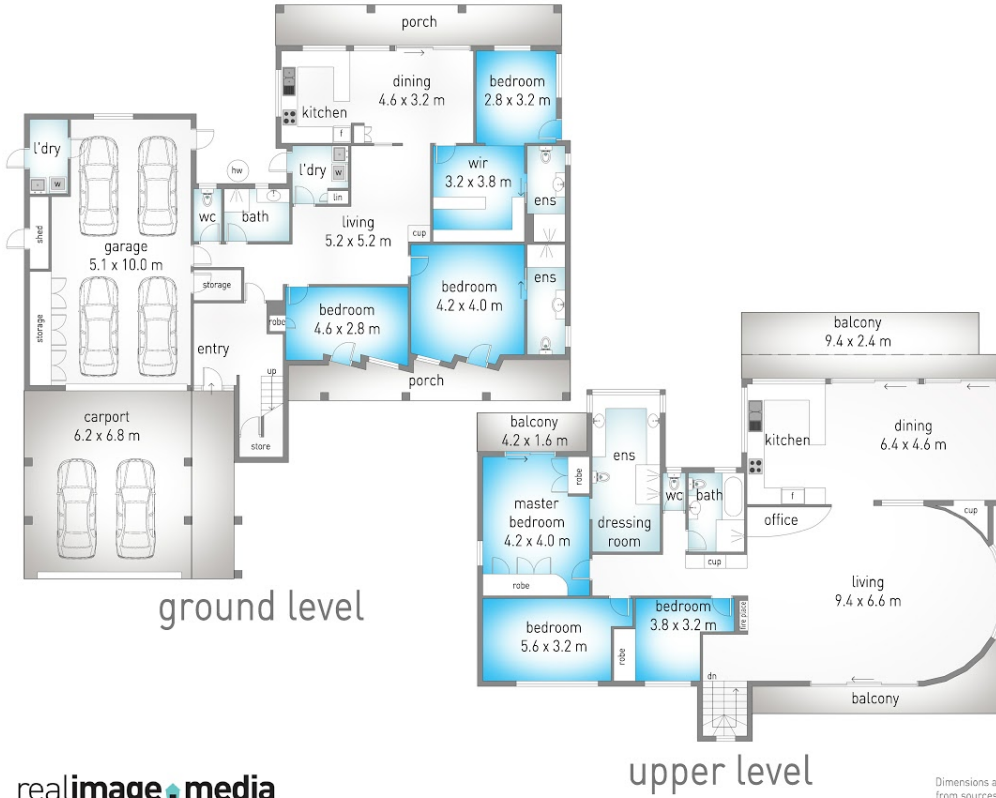 porch
dining
4.6 x 3.2 m
bedroom
2.8 x 3.2 m
kitchen
f
l'dry
w
hw
l'dry
w
lin
wir
3.2 x 3.8 m
ens
wc
bath
living
5.2 x 5.2 m
cup
shed
garage
5.1 x 10.0 m
storage
storage
bedroom
4.2 x 4.0 m
ens
bedroom
4.6 x 2.8 m
robe
entry
up
porch
store
carport
6.2 x 6.8 m
ground level
balcony
9.4 x 2.4 m
balcony
4.2 x 1.6 m
kitchen
dining
6.4 x 4.6 m
f
ens
robe
master
bedroom
4.2 x 4.0 m
dressing
room
wc
bath
office
cup
cup
robe
living
9.4 x 6.6 m
bedroom
5.6 x 3.2 m
robe
bedroom
3.8 x 3.2 m
fire place
dn
balcony
upper level
realimage media
Dimensions a
from sources